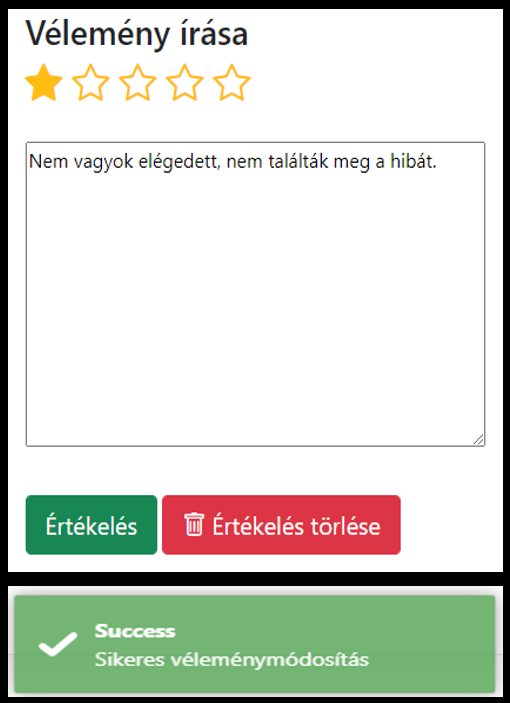 Vélemény írása
Nem vagyok elégedett, nem találták meg a hibát.
Értékelés
Értékelés törlése
Success
Sikeres véleménymódosítás